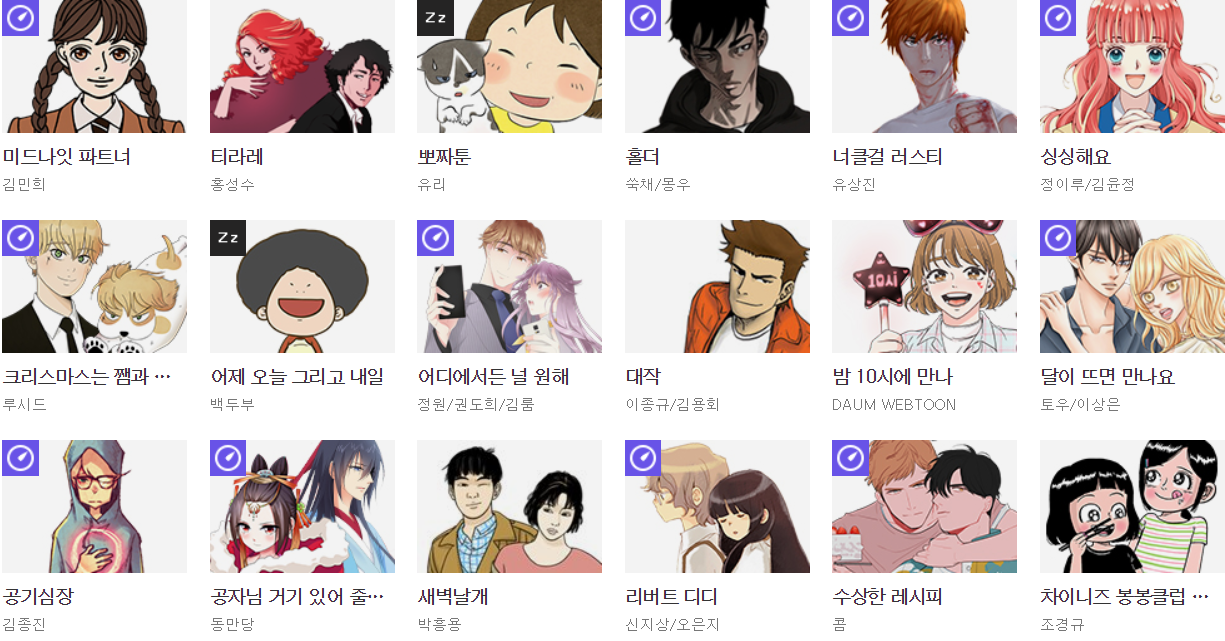 Zz
미드나잇 파트너
티라레
뽀짜툰
홀더
너클걸 러스티
싱싱해요
김민희
홍성수
유리
쑥채/몽우
유상진
정이루/김윤정
Zz
10시
크리스마스는 쨈과 …
어제 오늘 그리고 내일
어디에서든 널 원해
대작
밤 10시에 만나
달이 뜨면 만나요
루시드
백두부
정원/권도희/김룸
이종규/김용회
DAUM WEBTOON
토우/이상은
공기심장
공자님 거기 있어 줄…
새벽날개
리버트 디디
수상한 레시피
차이니즈 봉봉클럽 …
김종진
동만당
박흥용
신지상/오은지
콤
조경규